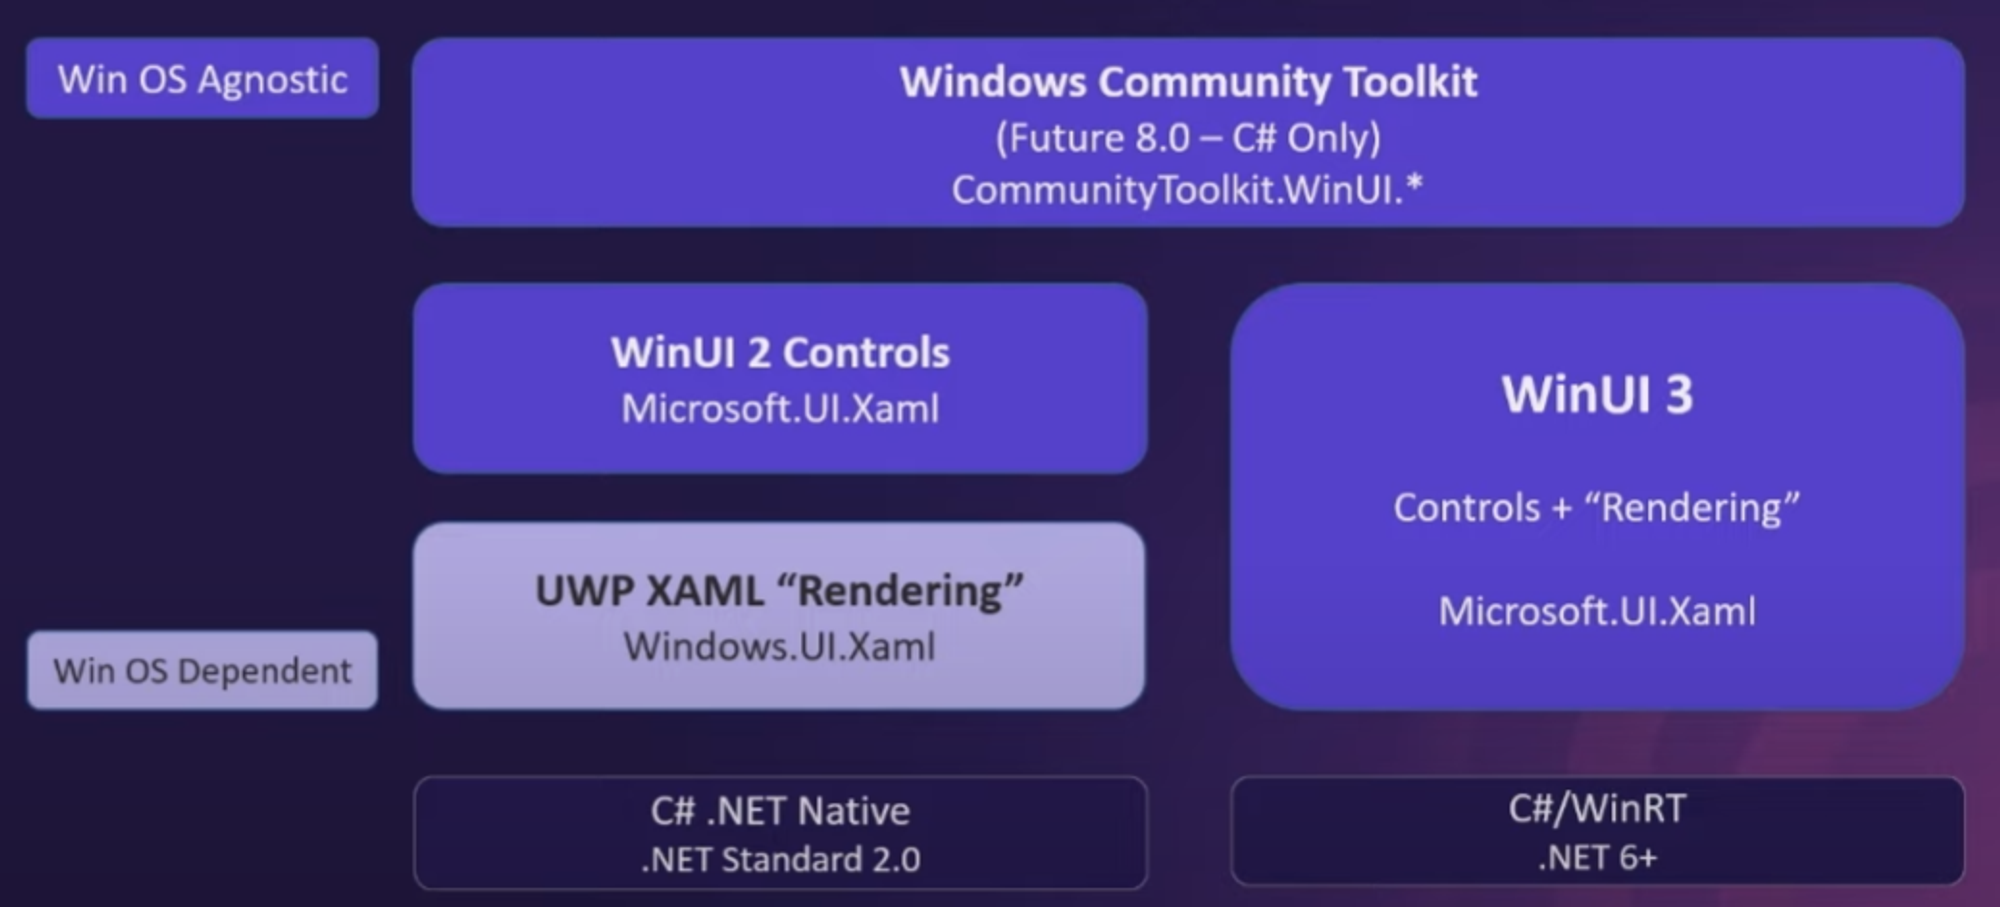 Win OS Agnostic
Windows Community Toolkit
(Future 8.0 – C# Only)
CommunityToolkit.WinUI.*
WinUI 2 Controls
Microsoft.UI.Xaml
WinUI 3
Controls + “Rendering”
Microsoft.UI.Xaml
UWP XAML “Rendering”
Windows.UI.Xaml
Win OS Dependent
C# .NET Native
.NET Standard 2.0
C#/WinRT
.NET 6+